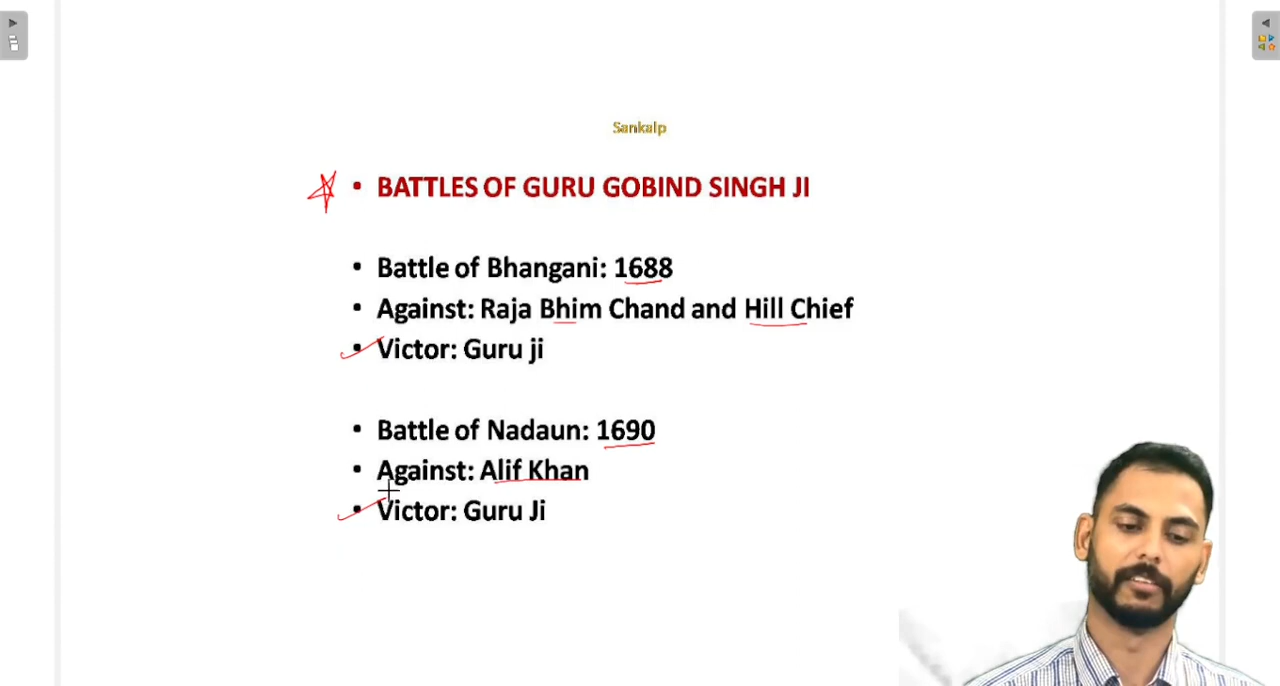 Sankalp
• BATTLES OF GURU GOBIND SINGH JI
• Battle of Bhangani: 1688
• Against: Raja Bhim Chand and Hill Chief
• Victor: Guru ji
• Battle of Nadaun: 1690
• Against: Alif Khan
• Victor: Guru Ji